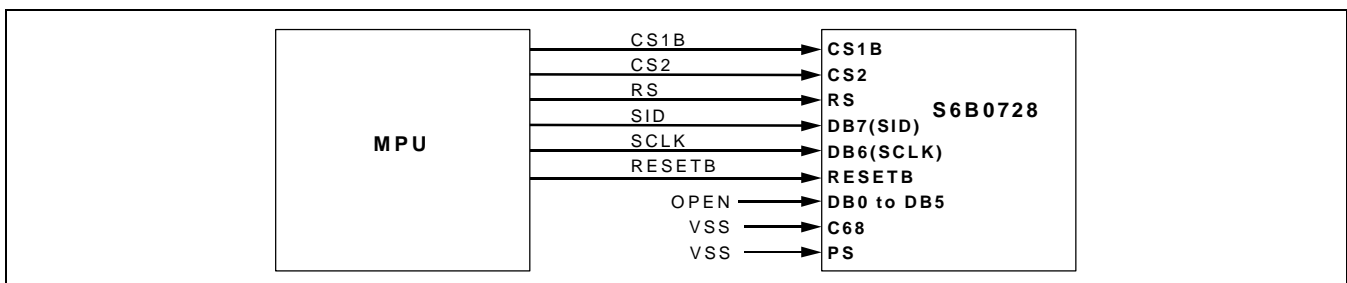 MPU
CS1B
CS2
RS
SID
SCLK
RESETB
OPEN
VSS
VSS
CS1B
CS2
RS
DB7(SID)
DB6(SCLK)
RESETB
DB0 to DB5
C68
PS
S6B0728